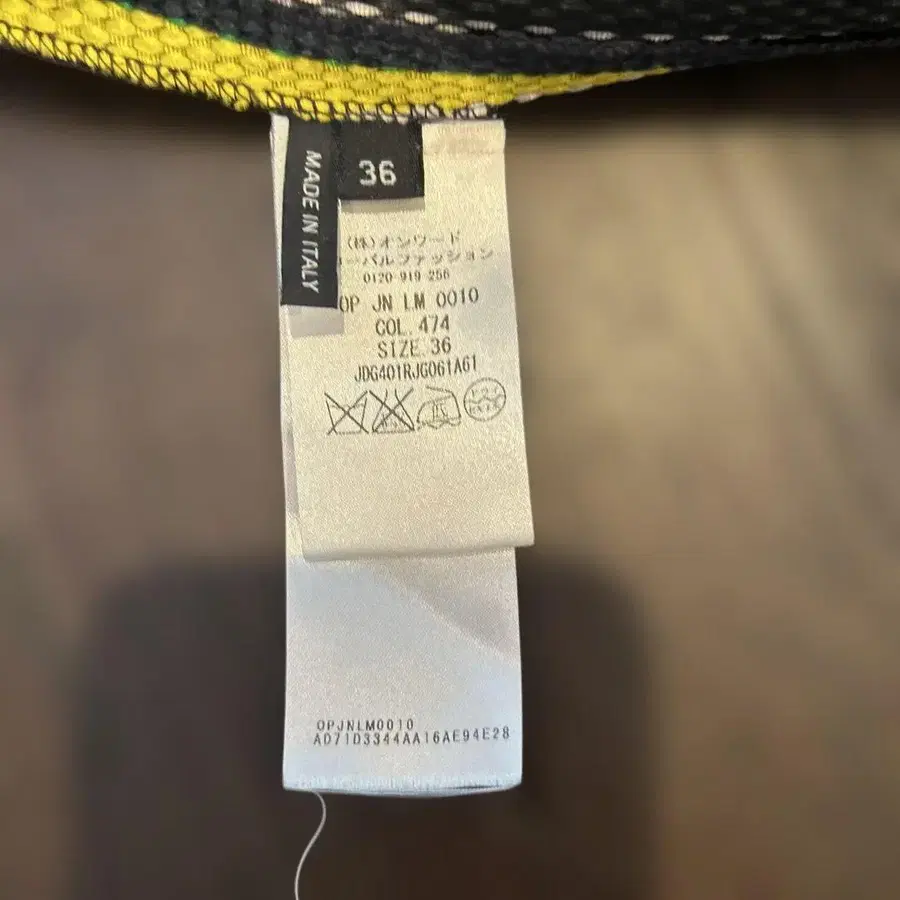 MADE IN ITALY
36
(株)オンワード
ーバルファッション
0120-919-256
OP JN LM 0010
COL. 474
SIZE 36
JDG401RJG061A61
OPJNLM0010
AD71D3344AA16AE94E28